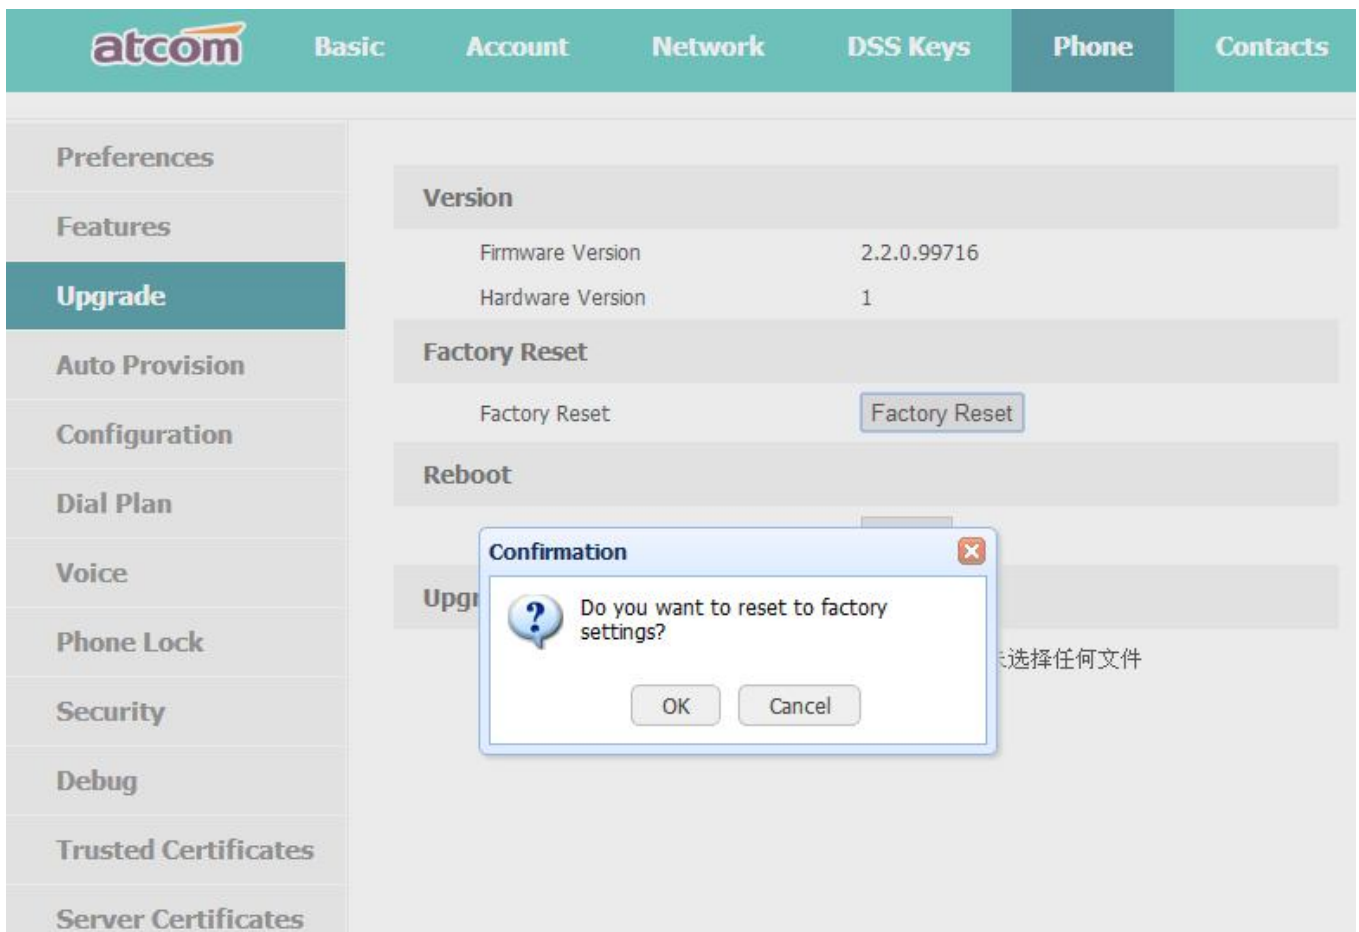 atcom Basic Account Network DSS Keys Phone Contacts
Preferences
Version
Features
Firmware Version 2.2.0.99716
Upgrade
Hardware Version 1
Factory Reset
Auto Provision
Factory Reset Factory Reset
Configuration
Reboot
Dial Plan
Confirmation
Voice
Do you want to reset to factory
settings?
Phone Lock
选择任何文件
Security
OK Cancel
Debug
Trusted Certificates
Server Certificates